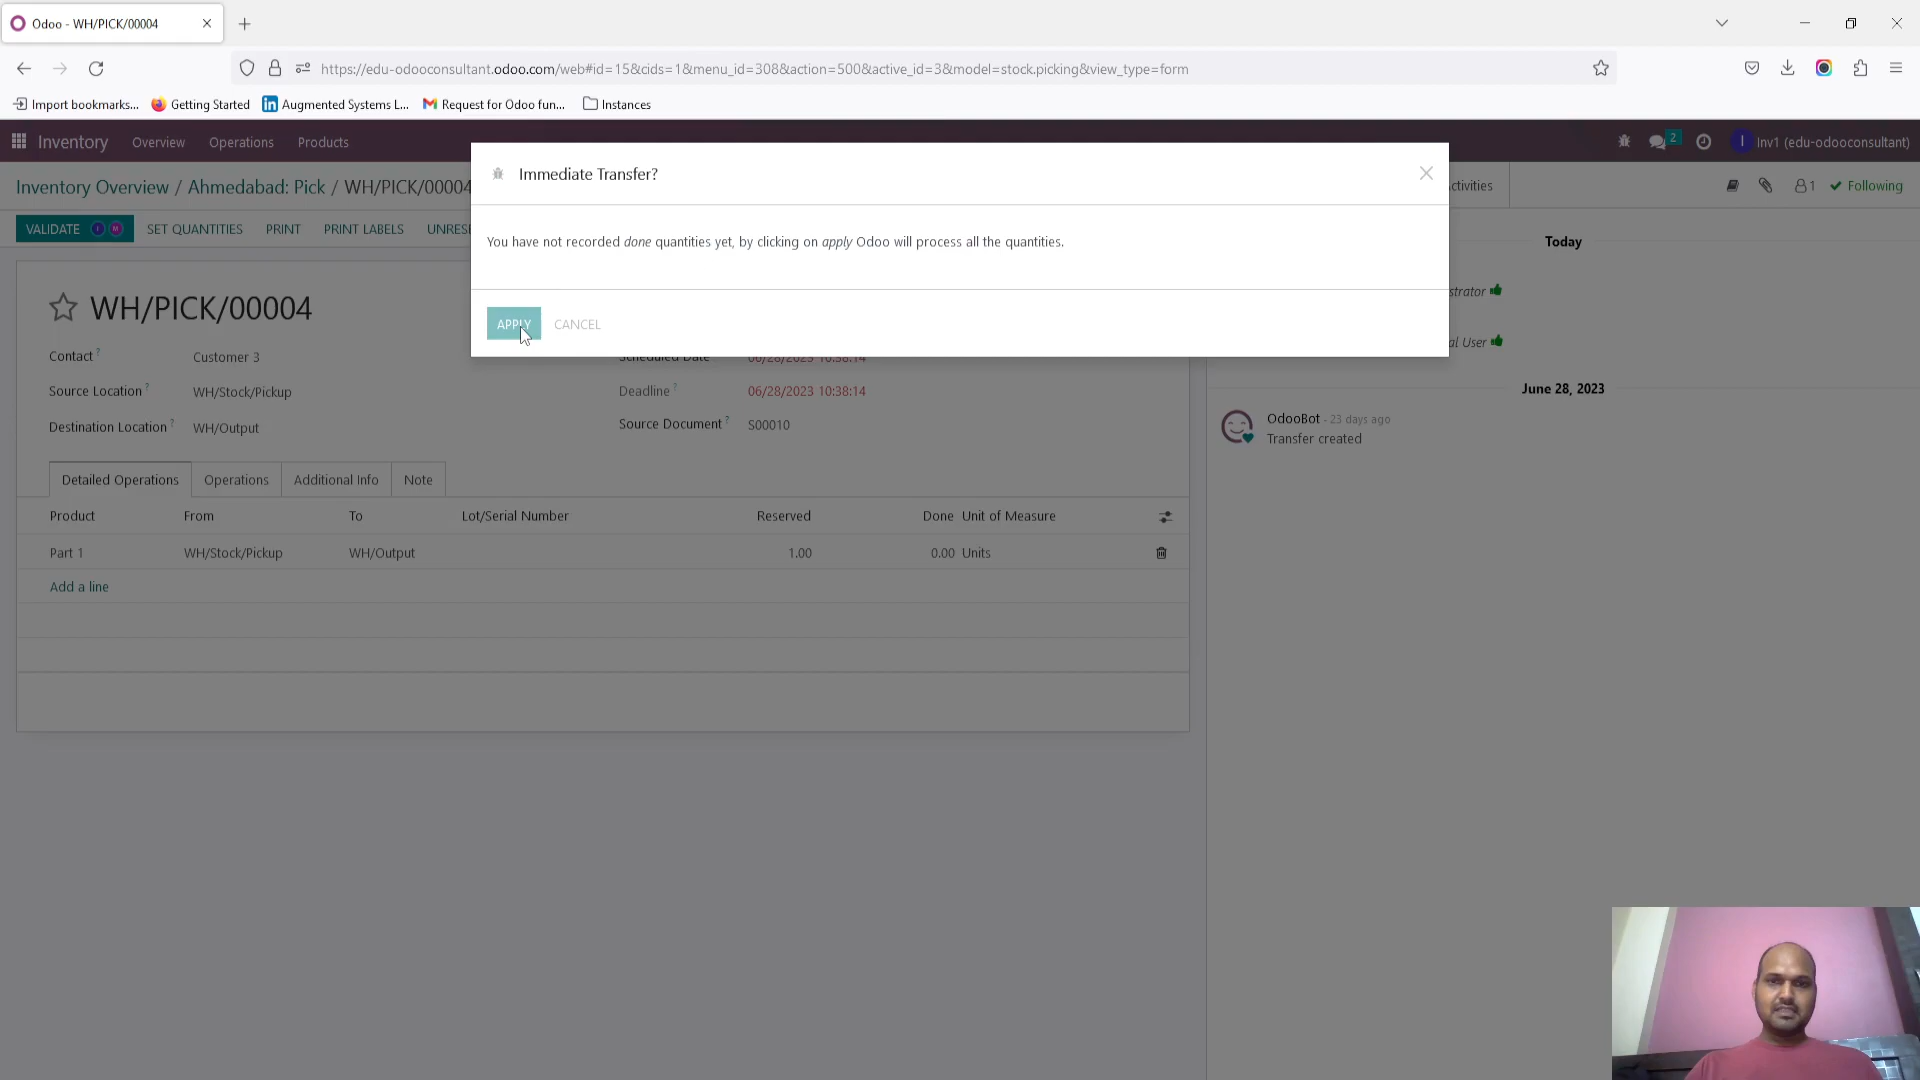 Odoo - WH/PICK/00004
https://edu-odooconsultant.odoo.com/web#id=15&cids=1&menu_id=308&action=500&active_id=3&model=stock.picking&view_type=form
Import bookmarks... Getting Started Augmented Systems L... Request for Odoo fun... Instances
Inventory Overview Operations Products 2 I Inv1 (edu-odooconsultant)
Immediate Transfer?
Inventory Overview / Ahmedabad: Pick / WH/PICK/00004 ctivities 1 Following
VALIDATE I M SET QUANTITIES PRINT PRINT LABELS UNRES
You have not recorded done quantities yet, by clicking on apply Odoo will process all the quantities.
Today
strator
WH/PICK/00004
APPLY CANCEL
al User
Contact ? Customer 3 Scheduled Date 06/28/2023 10:38:14
Source Location ? WH/Stock/Pickup Deadline ? 06/28/2023 10:38:14
June 28, 2023
Destination Location ? WH/Output Source Document ? S00010
OdooBot - 23 days ago
Transfer created
Detailed Operations Operations Additional Info Note
Product From To Lot/Serial Number Reserved Done Unit of Measure
Part 1 WH/Stock/Pickup WH/Output 1.00 0.00 Units
Add a line